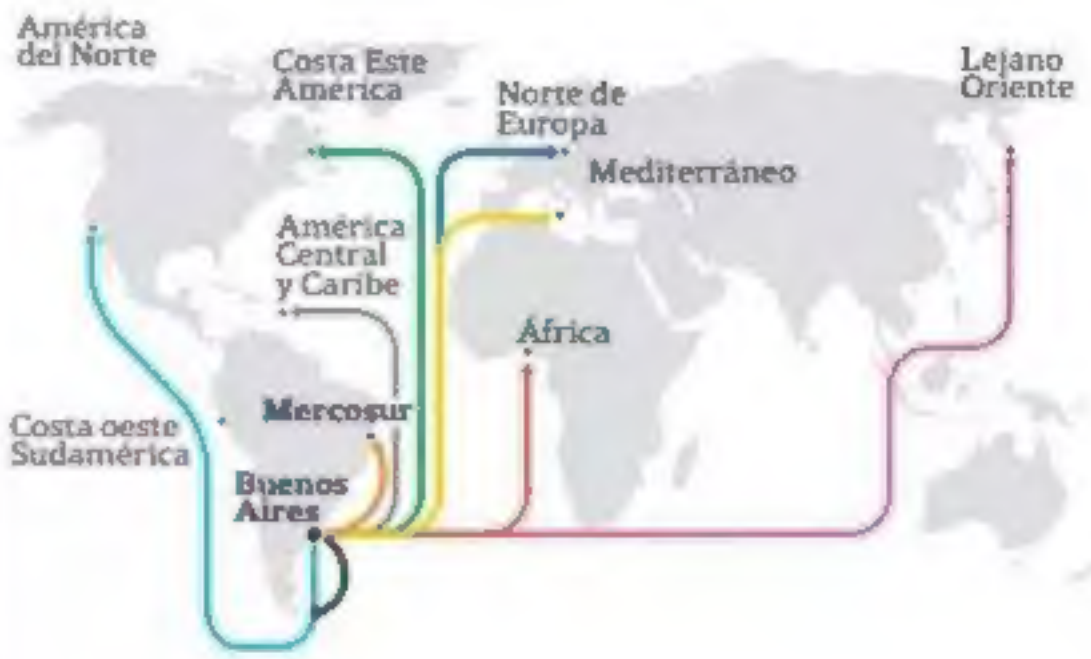 América
del Norte
Costa Este
América
Norte de
Europa
Lejano
Oriente
Mediterráneo
América
Central
y Caribe
África
Mercosur
Costa oeste
Sudamérica
Buenos
Aires